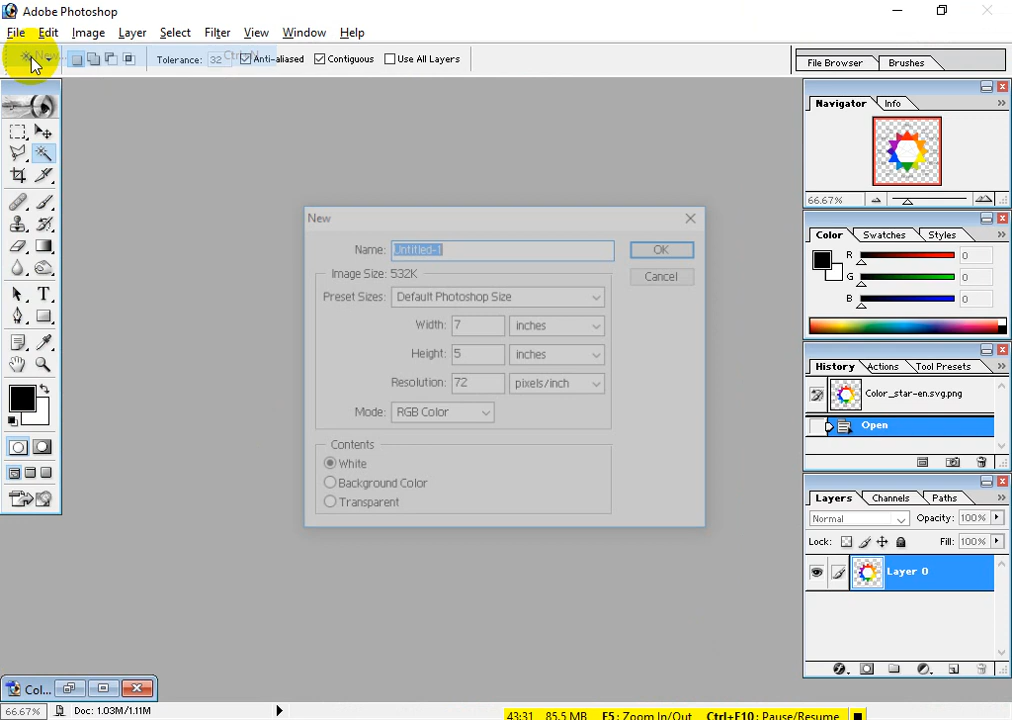 Adobe Photoshop
File Edit Image Layer Select Filter View Window Help
New... Ctrl+N
Tolerance: 32 Anti-aliased Contiguous Use All Layers
File Browser Brushes
Navigator Info
66.67%
Color Swatches Styles
R 0
G 0
B 0
History Actions Tool Presets
Color_star-en.svg.png
Open
Layers Channels Paths
Normal Opacity: 100%
Lock: Fill: 100%
Layer 0
New
Name: Untitled-1 OK
Image Size: 532K Cancel
Preset Sizes: Default Photoshop Size
Width: 7 inches
Height: 5 inches
Resolution: 72 pixels/inch
Mode: RGB Color
Contents
White
Background Color
Transparent
Col...
66.67% Doc: 1.03M/1.11M
43:31 85.5 MB F5: Zoom In/Out Ctrl+F10: Pause/Resume